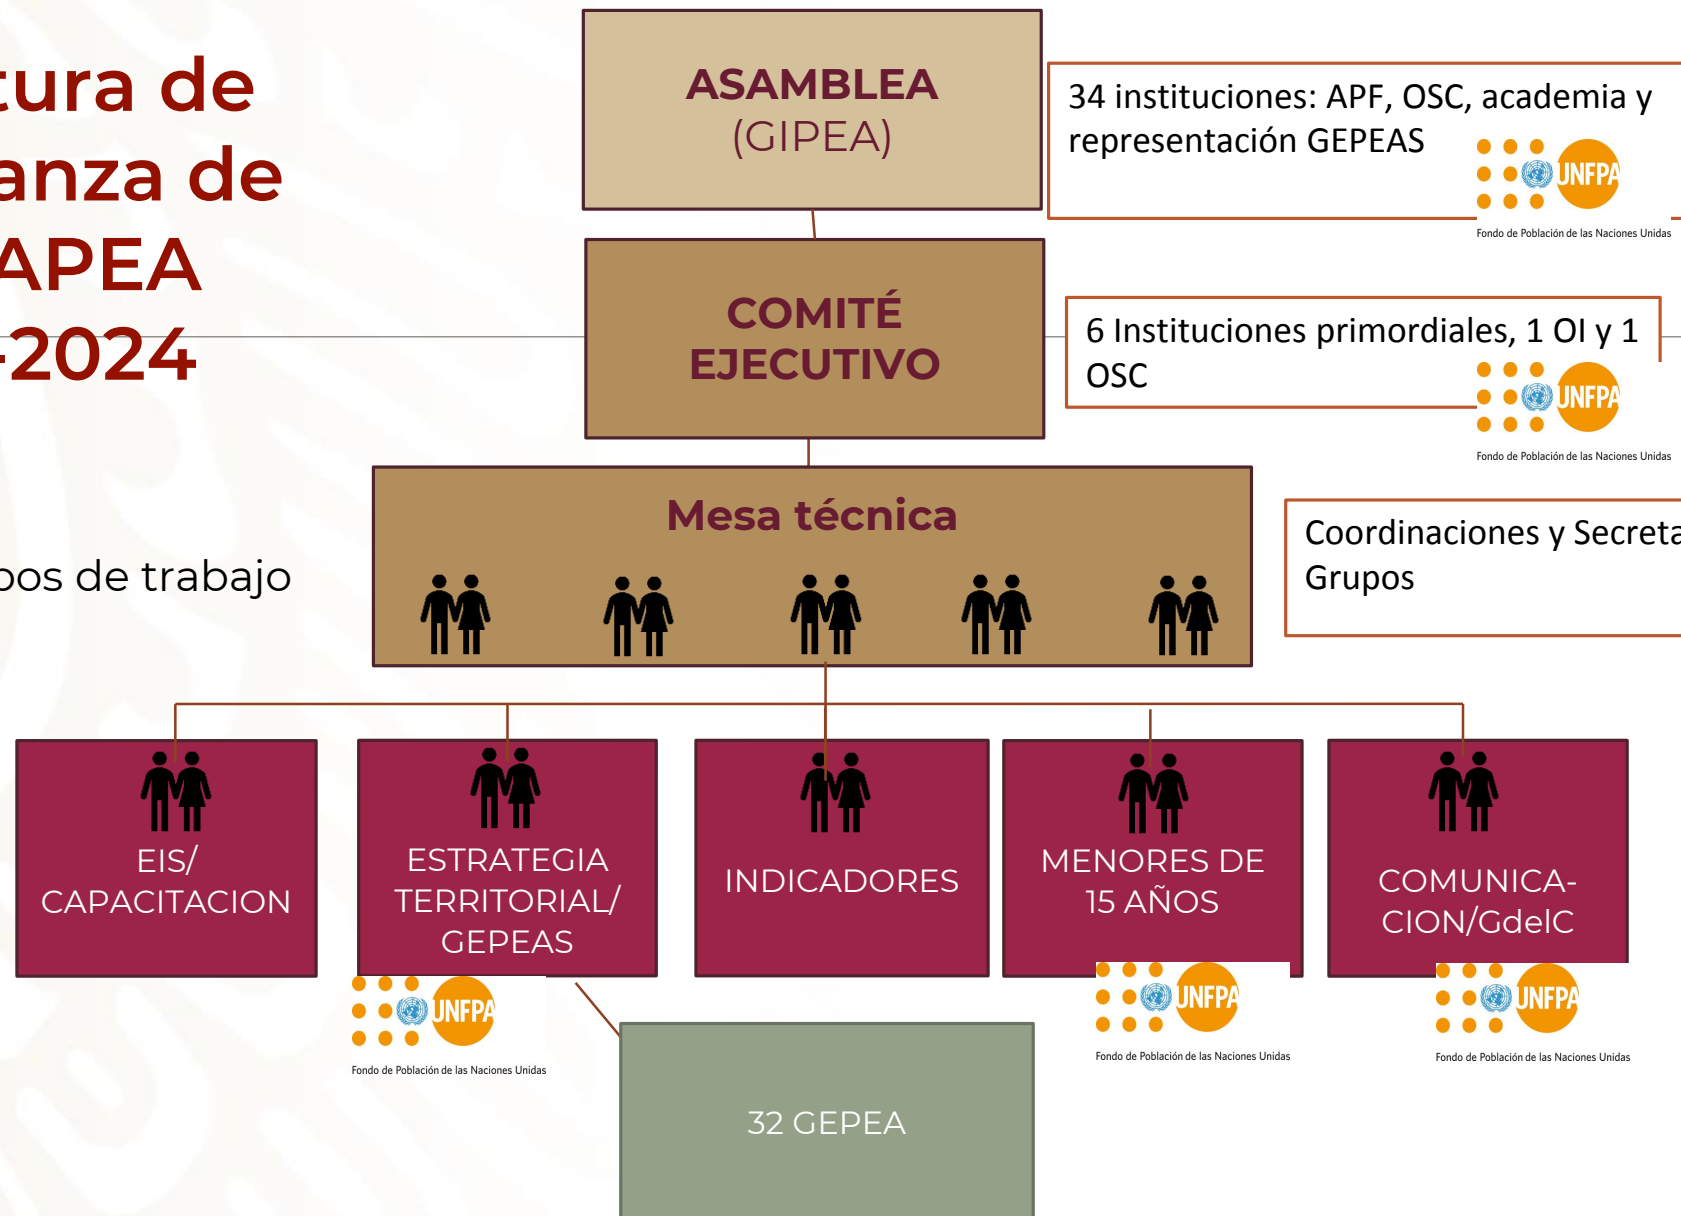 tura de
anza de
APEA
-2024
pos de trabajo
ASAMBLEA
(GIPEA)
34 instituciones: APF, OSC, academia y
representación GEPEAS
UNFPA
Fondo de Población de las Naciones Unidas
COMITÉ
EJECUTIVO
6 Instituciones primordiales, 1 OI y 1
OSC
UNFPA
Fondo de Población de las Naciones Unidas
Mesa técnica
Coordinaciones y Secreta
Grupos
EIS/
CAPACITACION
ESTRATEGIA
TERRITORIAL/
GEPEAS
INDICADORES
MENORES DE
15 AÑOS
COMUNICA-
CION/GdelC
UNFPA
Fondo de Población de las Naciones Unidas
UNFPA
Fondo de Población de las Naciones Unidas
UNFPA
Fondo de Población de las Naciones Unidas
32 GEPEA